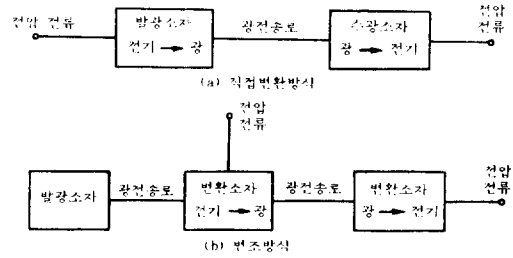 전압 전류
발광소자
전기 → 광
광전송로
수광소자
광 → 전기
전압
전류
(a) 직접변환방식
전압
전류
발광소자
광전송로
변환소자
전기 → 광
광전송로
변환소자
광 → 전기
전압
전류
(b) 변조방식